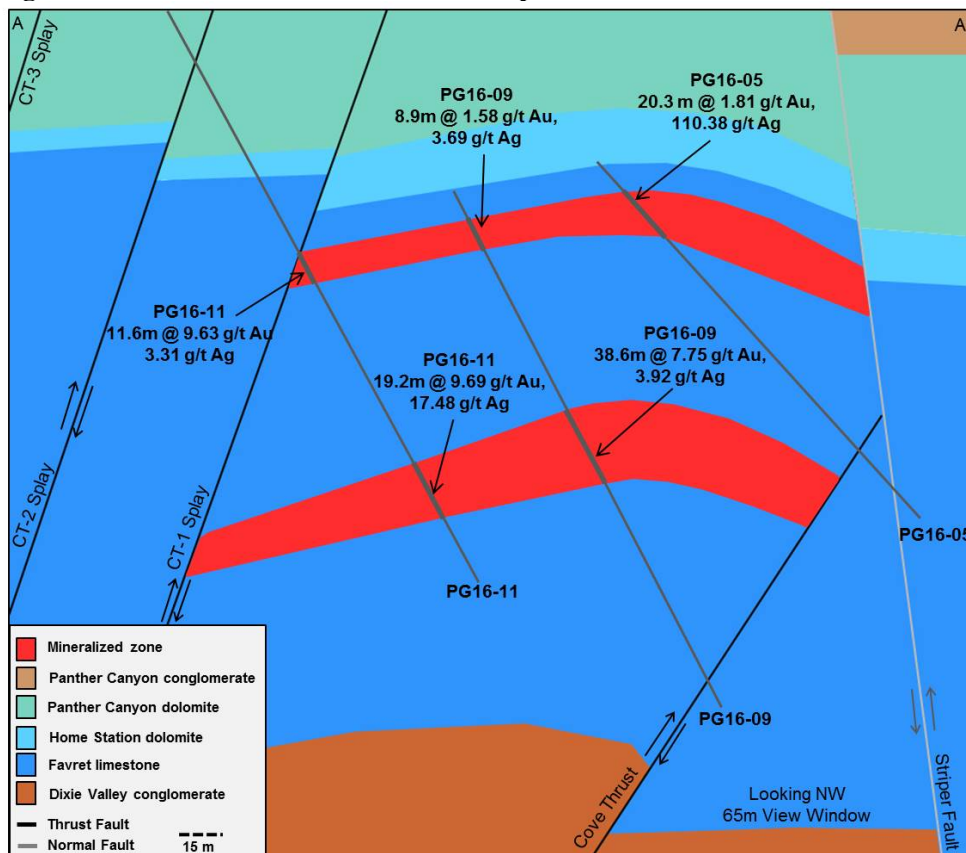 A
A
CT-3 Splay
PG16-09
8.9m @ 1.58 g/t Au,
3.69 g/t Ag
PG16-05
20.3 m @ 1.81 g/t Au,
110.38 g/t Ag
PG16-11
11.6m @ 9.63 g/t Au
3.31 g/t Ag
PG16-11
19.2m @ 9.69 g/t Au,
17.48 g/t Ag
PG16-09
38.6m @ 7.75 g/t Au,
3.92 g/t Ag
CT-2 Splay
CT-1 Splay
PG16-05
PG16-11
PG16-09
Cove Thrust
Striper Fault
Looking NW
65m View Window
Mineralized zone
Panther Canyon conglomerate
Panther Canyon dolomite
Home Station dolomite
Favret limestone
Dixie Valley conglomerate
Thrust Fault
Normal Fault
15 m